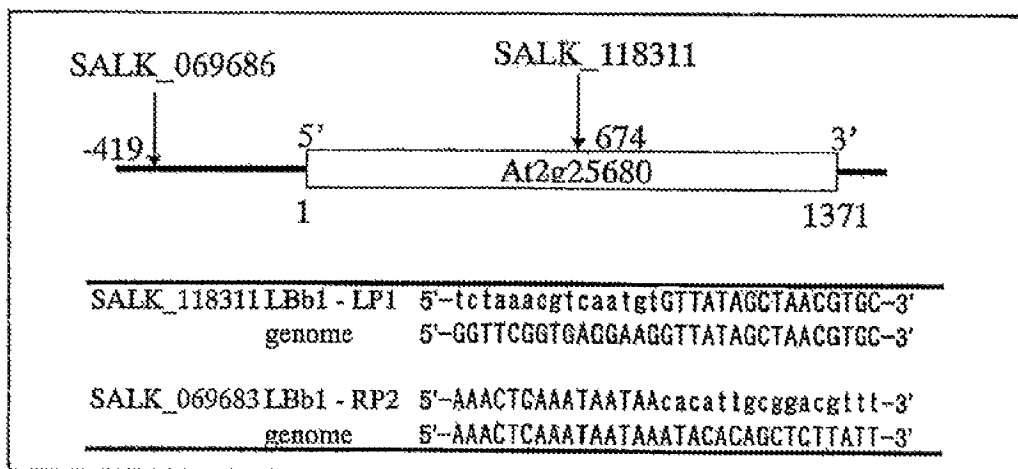 SALK_069686
SALK_118311
-419
5’
674
3’
At2g25680
1
1371
SALK_118311 LBb1 - LP1 5'-tctaaacgtcaatgtGTTATAGCTAACGTGC-3'
genome 5'-GGTTCGGTGAGGAAGGTTATAGCTAACGTGC-3'
SALK_069683 LBb1 - RP2 5'-AAACTCAAATAATAAcacattgcggacgttt-3'
genome 5'-AAACTCAAATAATAAATACACAGCTCTTATT-3'